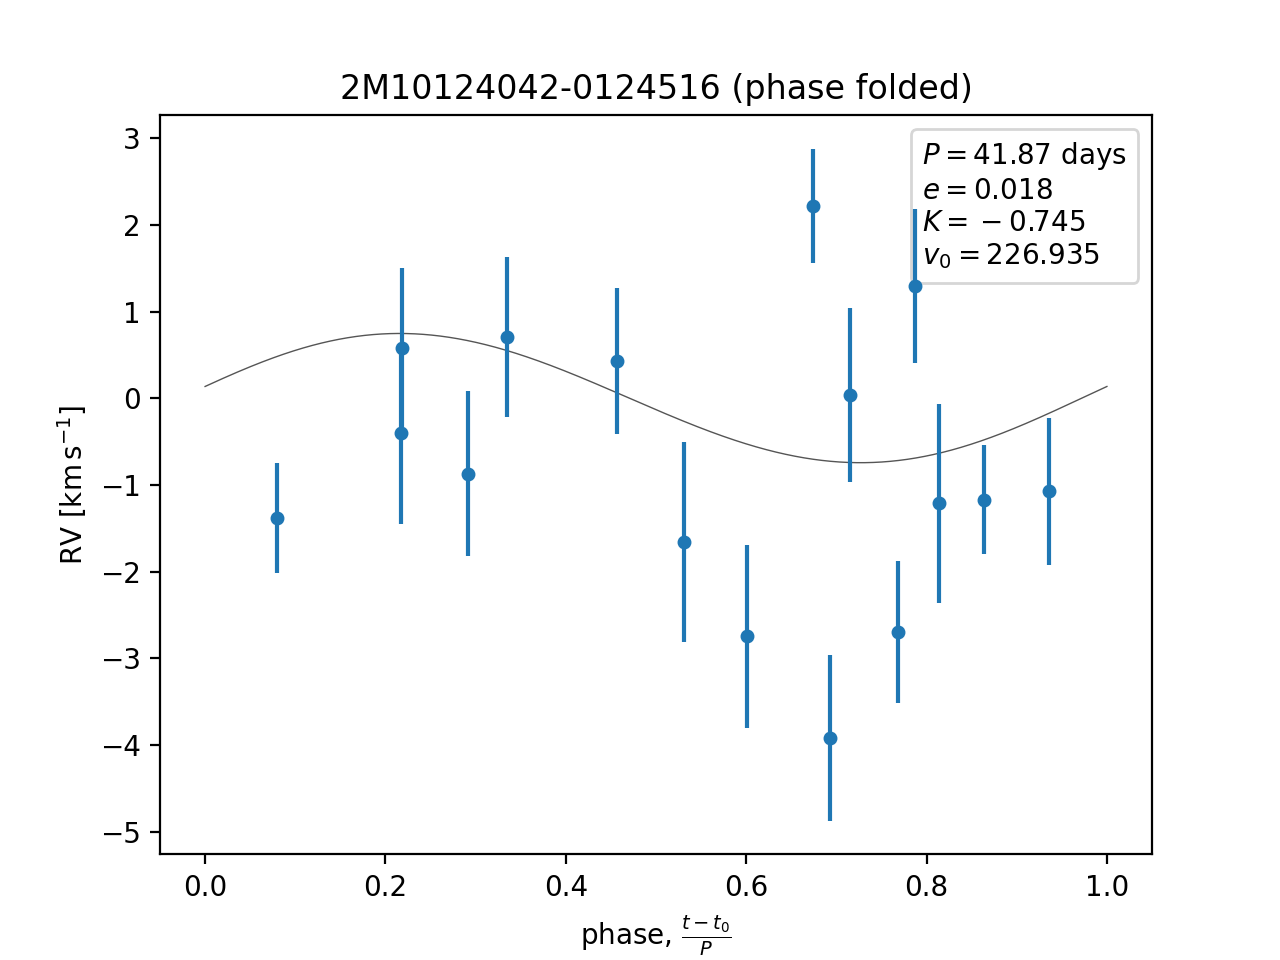 2M10124042-0124516 (phase folded)
P = 41.87 days
e = 0.018
K = −0.745
v₀ = 226.935
RV [km s⁻¹]
3
2
1
0
−1
−2
−3
−4
−5
0.0 0.2 0.4 0.6 0.8 1.0
phase, (t − t₀)/P